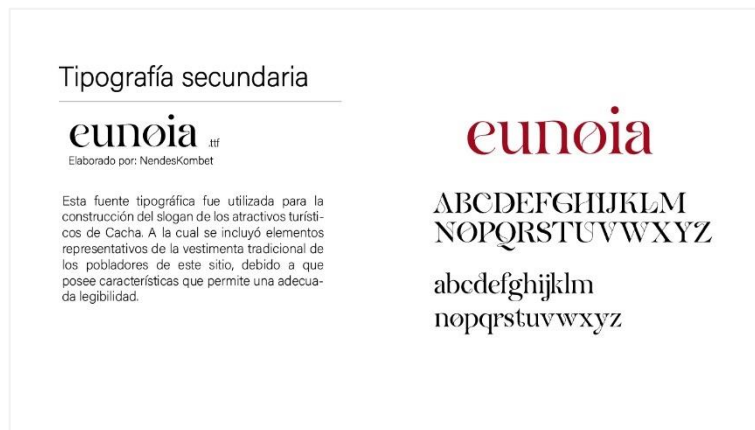 Tipografía secundaria
eunoia .ttf
Elaborado por: NendesKombet
Esta fuente tipográfica fue utilizada para la
construcción del slogan de los atractivos turísti-
cos de Cacha. A la cual se incluyó elementos
representativos de la vestimenta tradicional de
los pobladores de este sitio, debido a que
posee características que permite una adecua-
da legibilidad.
eunoia
ABCDEFGHIJKLM
NOPQRSTUVWXYZ
abcdefghijklm
nopqrstuvwxyz